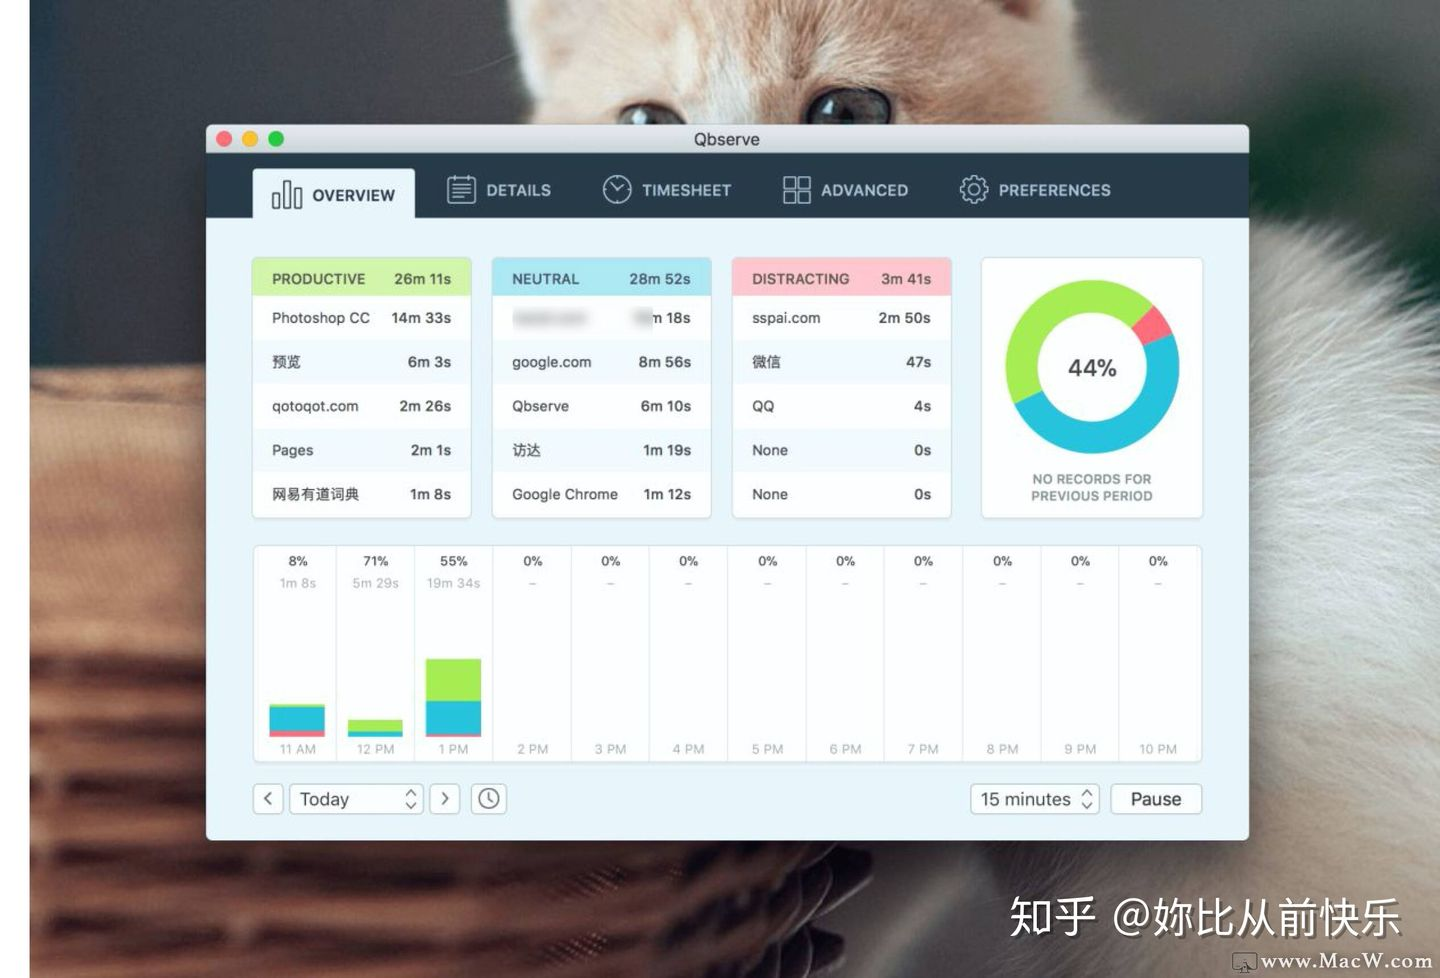 Qbserve
OVERVIEW DETAILS TIMESHEET ADVANCED PREFERENCES
PRODUCTIVE 26m 11s
Photoshop CC 14m 33s
预览 6m 3s
qotoqot.com 2m 26s
Pages 2m 1s
网易有道词典 1m 8s
NEUTRAL 28m 52s
m 18s
google.com 8m 56s
Qbserve 6m 10s
访达 1m 19s
Google Chrome 1m 12s
DISTRACTING 3m 41s
sspai.com 2m 50s
微信 47s
QQ 4s
None 0s
None 0s
44%
NO RECORDS FOR
PREVIOUS PERIOD
8% 71% 55% 0% 0% 0% 0% 0% 0% 0% 0% 0%
1m 8s 5m 29s 19m 34s – – – – – – – – –
11 AM 12 PM 1 PM 2 PM 3 PM 4 PM 5 PM 6 PM 7 PM 8 PM 9 PM 10 PM
Today 15 minutes Pause
知乎 @妳比从前快乐
www.MacW.com